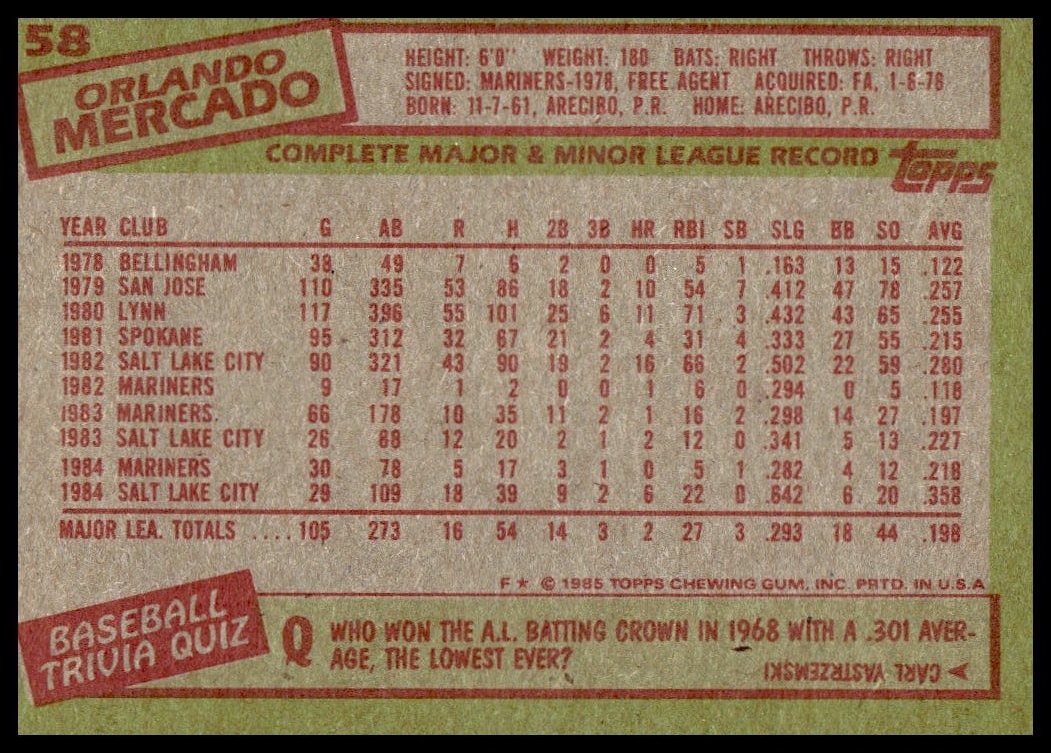 58
ORLANDO
MERCADO
HEIGHT: 6'0" WEIGHT: 180 BATS: RIGHT THROWS: RIGHT
SIGNED: MARINERS-1978, FREE AGENT ACQUIRED: FA, 1-6-78
BORN: 11-7-61, ARECIBO, P.R. HOME: ARECIBO, P.R.
COMPLETE MAJOR & MINOR LEAGUE RECORD topps
YEAR CLUB G AB R H 2B 3B HR RBI SB SLG BB SO AVG
1978 BELLINGHAM 38 49 7 6 2 0 0 5 1 .163 13 15 .122
1979 SAN JOSE 110 335 53 86 18 2 10 54 7 .412 47 78 .257
1980 LYNN 117 396 55 101 25 6 11 71 3 .432 43 65 .255
1981 SPOKANE 95 312 32 67 21 2 4 31 4 .333 27 55 .215
1982 SALT LAKE CITY 90 321 43 90 19 2 16 66 2 .502 22 59 .280
1982 MARINERS 9 17 1 2 0 0 1 6 0 .294 0 5 .118
1983 MARINERS. 66 178 10 35 11 2 1 16 2 .298 14 27 .197
1983 SALT LAKE CITY 26 88 12 20 2 1 2 12 0 .341 5 13 .227
1984 MARINERS 30 78 5 17 3 1 0 5 1 .282 4 12 .218
1984 SALT LAKE CITY 29 109 18 39 9 2 6 22 0 .642 6 20 .358
MAJOR LEA. TOTALS .... 105 273 16 54 14 3 2 27 3 .293 18 44 .198
F★ © 1985 TOPPS CHEWING GUM, INC. PRTD. IN U.S.A
BASEBALL
TRIVIA QUIZ
Q WHO WON THE A.L. BATTING CROWN IN 1968 WITH A .301 AVER-
AGE, THE LOWEST EVER?
CARL YASTRZEMSKI